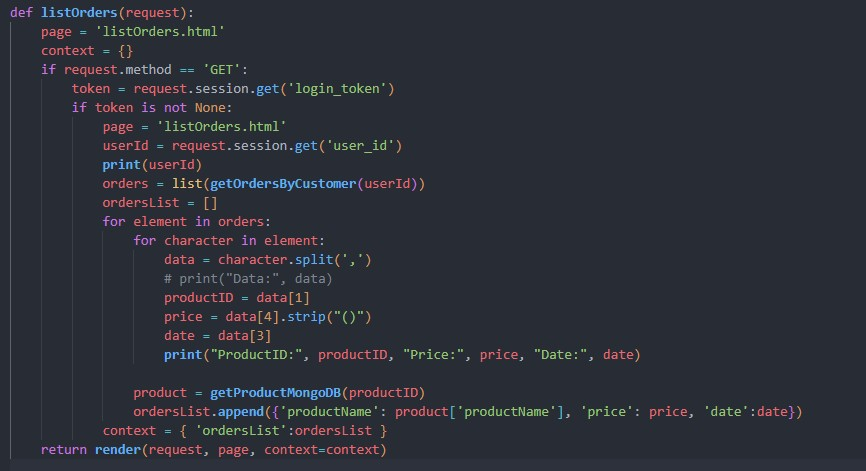 def listOrders(request):
    page = 'listOrders.html'
    context = {}
    if request.method == 'GET':
        token = request.session.get('login_token')
        if token is not None:
            page = 'listOrders.html'
            userId = request.session.get('user_id')
            print(userId)
            orders = list(getOrdersByCustomer(userId))
            ordersList = []
            for element in orders:
                for character in element:
                    data = character.split(',')
                    # print("Data:", data)
                    productID = data[1]
                    price = data[4].strip("()")
                    date = data[3]
                    print("ProductID:", productID, "Price:", price, "Date:", date)

                product = getProductMongoDB(productID)
                ordersList.append({'productName': product['productName'], 'price': price, 'date':date})
            context = { 'ordersList':ordersList }
    return render(request, page, context=context)